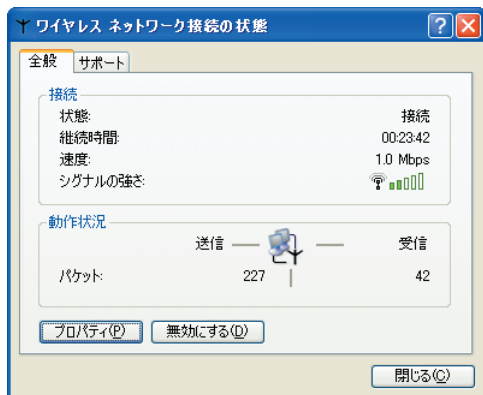 ワイヤレス ネットワーク接続の状態
全般 サポート
接続
状態: 接続
継続時間: 00:23:42
速度: 1.0 Mbps
シグナルの強さ:
動作状況
送信 受信
パケット: 227 42
プロパティ(P) 無効にする(D)
閉じる(C)